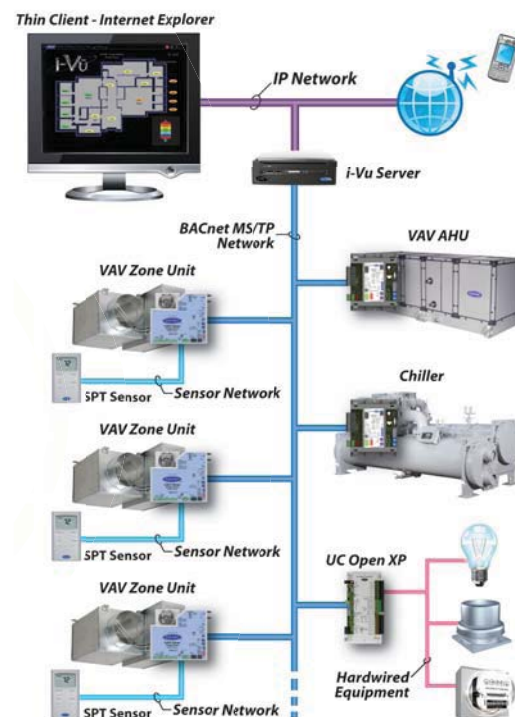 Thin Client - Internet Explorer
i-Vu
IP Network
i-Vu Server
BACnet MS/TP
Network
VAV AHU
VAV Zone Unit
SPT Sensor
Sensor Network
Chiller
VAV Zone Unit
SPT Sensor
Sensor Network
UC Open XP
VAV Zone Unit
Hardwired
Equipment
SPT Sensor
Sensor Network